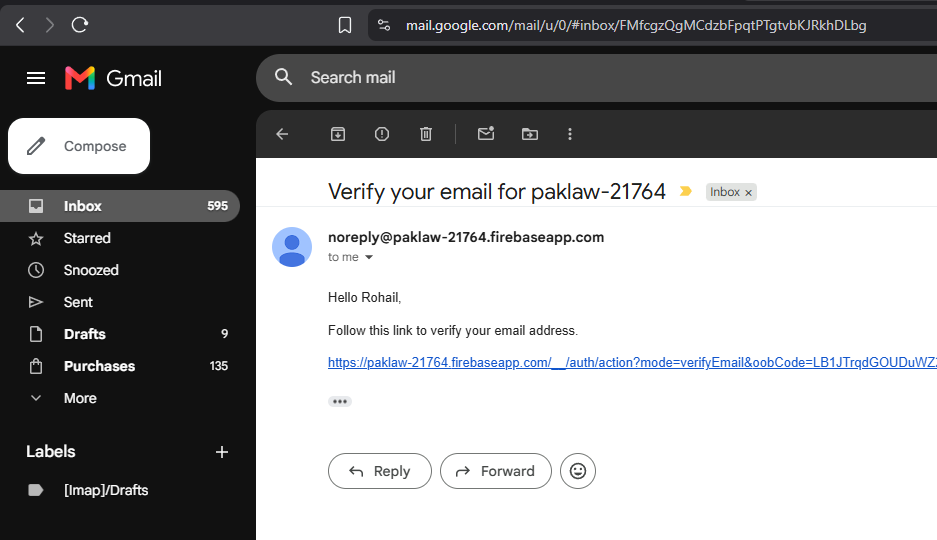 mail.google.com/mail/u/0/#inbox/FMfcgzQgMCdzbFpqtPTgtvbKJRkhDLbg
Gmail
Search mail
Compose
Inbox 595
Starred
Snoozed
Sent
Drafts 9
Purchases 135
More
Labels
[Imap]/Drafts
Verify your email for paklaw-21764 Inbox
noreply@paklaw-21764.firebaseapp.com
to me
Hello Rohail,
Follow this link to verify your email address.
https://paklaw-21764.firebaseapp.com/__/auth/action?mode=verifyEmail&oobCode=LB1JTrqdGOUDuWZ
Reply Forward